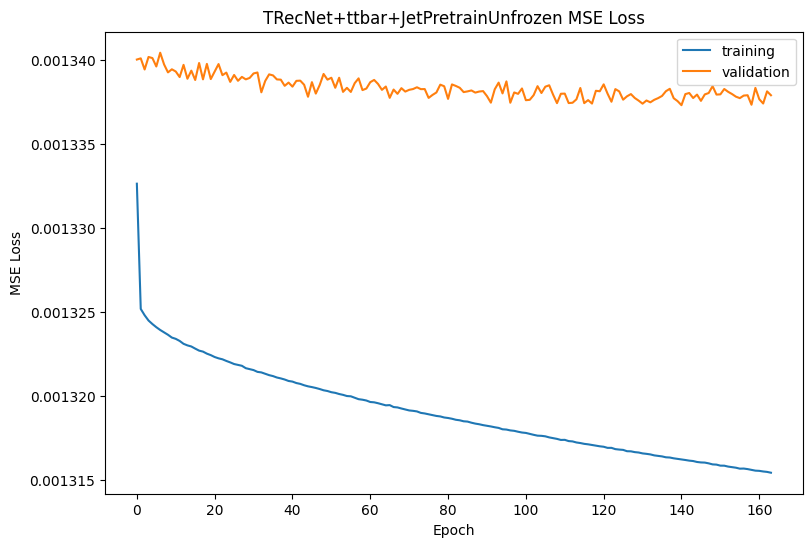 TRecNet+ttbar+JetPretrainUnfrozen MSE Loss
training
validation
0.001340
0.001335
0.001330
0.001325
0.001320
0.001315
MSE Loss
0 20 40 60 80 100 120 140 160
Epoch